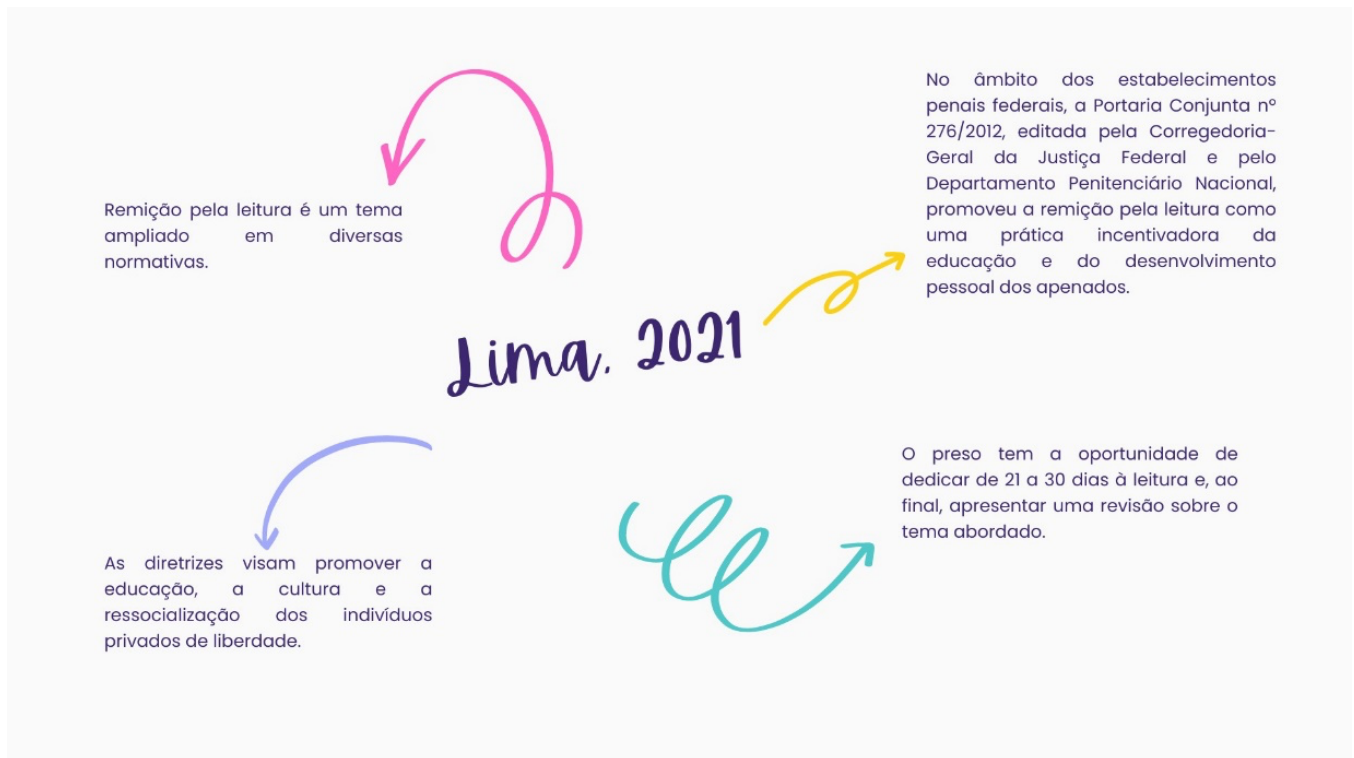 Remição pela leitura é um tema
ampliado em diversas
normativas.
No âmbito dos estabelecimentos
penais federais, a Portaria Conjunta nº
276/2012, editada pela Corregedoria-
Geral da Justiça Federal e pelo
Departamento Penitenciário Nacional,
promoveu a remição pela leitura como
uma prática incentivadora da
educação e do desenvolvimento
pessoal dos apenados.
Lima, 2021
As diretrizes visam promover a
educação, a cultura e a
ressocialização dos indivíduos
privados de liberdade.
O preso tem a oportunidade de
dedicar de 21 a 30 dias à leitura e, ao
final, apresentar uma revisão sobre o
tema abordado.